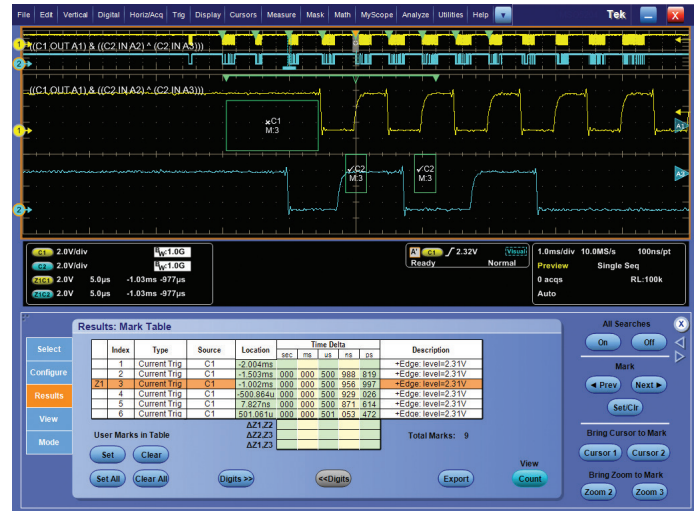 File Edit Vertical Digital Horiz/Acq Trig Display Cursors Measure Mask Math MyScope Analyze Utilities Help Tek X
1 ((C1 OUT A1) & ((C2 IN A2) ^ (C2 IN A3)))
2
((C1 OUT A1) & ((C2 IN A2) ^ (C2 IN A3)))
×C1
M:3
1
A1
✓C2 ✓C2
M:3 M:3
A3
2
C1 2.0V/div BW:1.0G
C2 2.0V/div BW:1.0G
Z1C1 2.0V 5.0µs -1.03ms -977µs
Z1C2 2.0V 5.0µs -1.03ms -977µs
A' C1 2.32V Visual
Ready Normal
1.0ms/div 10.0MS/s 100ns/pt
Preview Single Seq
0 acqs RL:100k
Auto
Results: Mark Table
Select
Configure
Results
View
Mode
Index Type Source Location Time Delta Description
sec ms us ns ps
1 Current Trig C1 -2.004ms +Edge: level=2.31V
2 Current Trig C1 -1.503ms 000 000 500 988 819 +Edge: level=2.31V
Z1 3 Current Trig C1 -1.002ms 000 000 500 956 997 +Edge: level=2.31V
4 Current Trig C1 -500.864u 000 000 500 929 026 +Edge: level=2.31V
5 Current Trig C1 7.827ns 000 000 500 871 614 +Edge: level=2.31V
6 Current Trig C1 501.061u 000 000 501 053 472 +Edge: level=2.31V
ΔZ1,Z2
ΔZ2,Z3
ΔZ1,Z3
User Marks in Table
Total Marks: 9
Set Clear
Set All Clear All
Digits >> <<Digits Export
View
Count
All Searches X
On Off
Mark
◄ Prev Next ►
Set/Clr
Bring Cursor to Mark
Cursor 1 Cursor 2
Bring Zoom to Mark
Zoom 2 Zoom 3